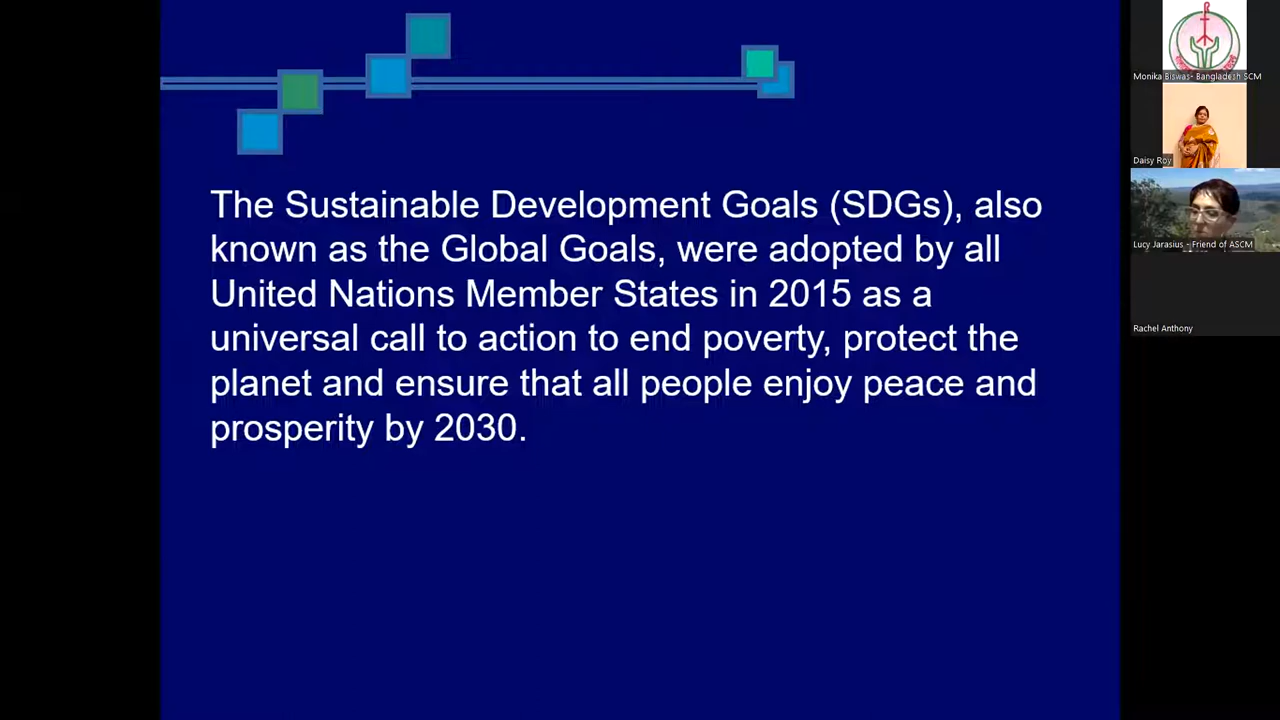 The Sustainable Development Goals (SDGs), also
known as the Global Goals, were adopted by all
United Nations Member States in 2015 as a
universal call to action to end poverty, protect the
planet and ensure that all people enjoy peace and
prosperity by 2030.
Monika Biswas- Bangladesh SCM
Daisy Roy
Lucy Jarasius - Friend of ASCM
Rachel Anthony